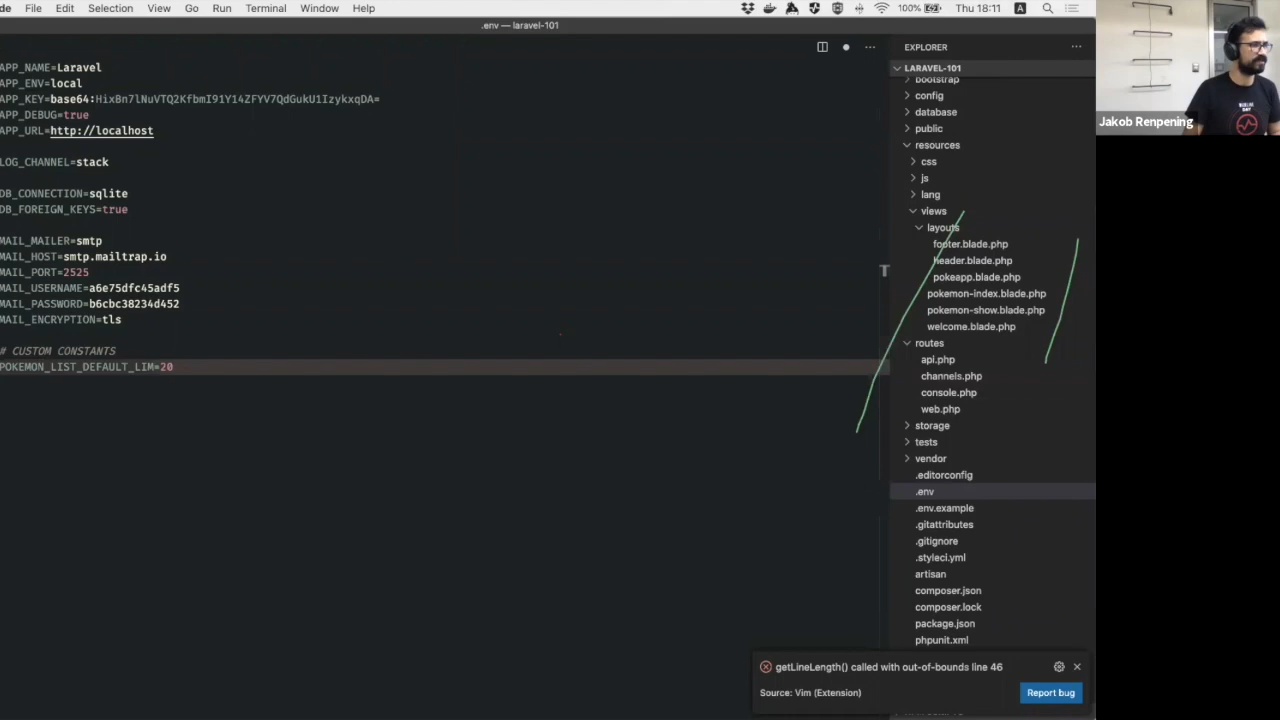 de File Edit Selection View Go Run Terminal Window Help 100% Thu 18:11 A
.env — laravel-101
APP_NAME=Laravel
APP_ENV=local
APP_KEY=base64:HixBn7lNuVTQ2KfbmI91Y14ZFYV7QdGukU1IzykxqDA=
APP_DEBUG=true
APP_URL=http://localhost
LOG_CHANNEL=stack
DB_CONNECTION=sqlite
DB_FOREIGN_KEYS=true
MAIL_MAILER=smtp
MAIL_HOST=smtp.mailtrap.io
MAIL_PORT=2525
MAIL_USERNAME=a6e75dfc45adf5
MAIL_PASSWORD=b6cbc38234d452
MAIL_ENCRYPTION=tls
# CUSTOM CONSTANTS
POKEMON_LIST_DEFAULT_LIM=20
T
EXPLORER
LARAVEL-101
bootstrap
config
database
public
resources
css
js
lang
views
layouts
footer.blade.php
header.blade.php
pokeapp.blade.php
pokemon-index.blade.php
pokemon-show.blade.php
welcome.blade.php
routes
api.php
channels.php
console.php
web.php
storage
tests
vendor
.editorconfig
.env
.env.example
.gitattributes
.gitignore
.styleci.yml
artisan
composer.json
composer.lock
package.json
phpunit.xml
getLineLength() called with out-of-bounds line 46
Source: Vim (Extension)
Report bug
Jakob Renpening